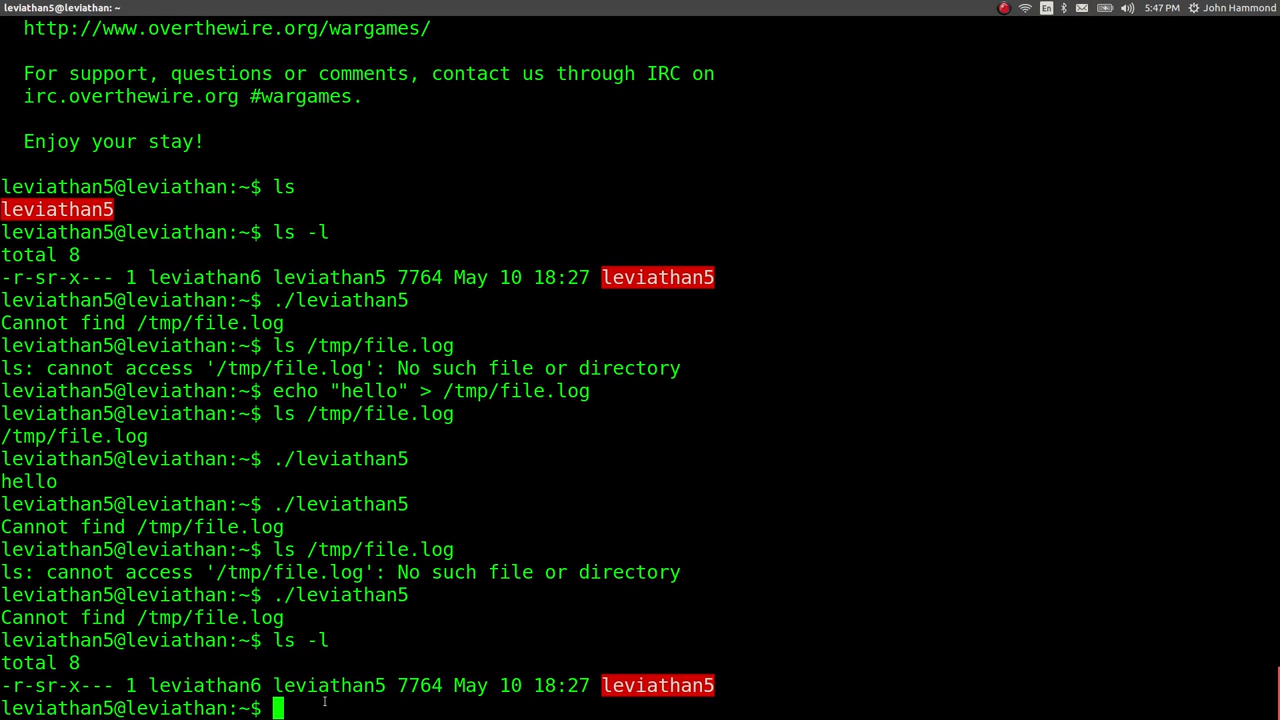 leviathan5@leviathan: ~
En
5:47 PM
John Hammond
http://www.overthewire.org/wargames/
For support, questions or comments, contact us through IRC on
irc.overthewire.org #wargames.
Enjoy your stay!
leviathan5@leviathan:~$ ls
leviathan5
leviathan5@leviathan:~$ ls -l
total 8
-r-sr-x--- 1 leviathan6 leviathan5 7764 May 10 18:27 leviathan5
leviathan5@leviathan:~$ ./leviathan5
Cannot find /tmp/file.log
leviathan5@leviathan:~$ ls /tmp/file.log
ls: cannot access '/tmp/file.log': No such file or directory
leviathan5@leviathan:~$ echo "hello" > /tmp/file.log
leviathan5@leviathan:~$ ls /tmp/file.log
/tmp/file.log
leviathan5@leviathan:~$ ./leviathan5
hello
leviathan5@leviathan:~$ ./leviathan5
Cannot find /tmp/file.log
leviathan5@leviathan:~$ ls /tmp/file.log
ls: cannot access '/tmp/file.log': No such file or directory
leviathan5@leviathan:~$ ./leviathan5
Cannot find /tmp/file.log
leviathan5@leviathan:~$ ls -l
total 8
-r-sr-x--- 1 leviathan6 leviathan5 7764 May 10 18:27 leviathan5
leviathan5@leviathan:~$